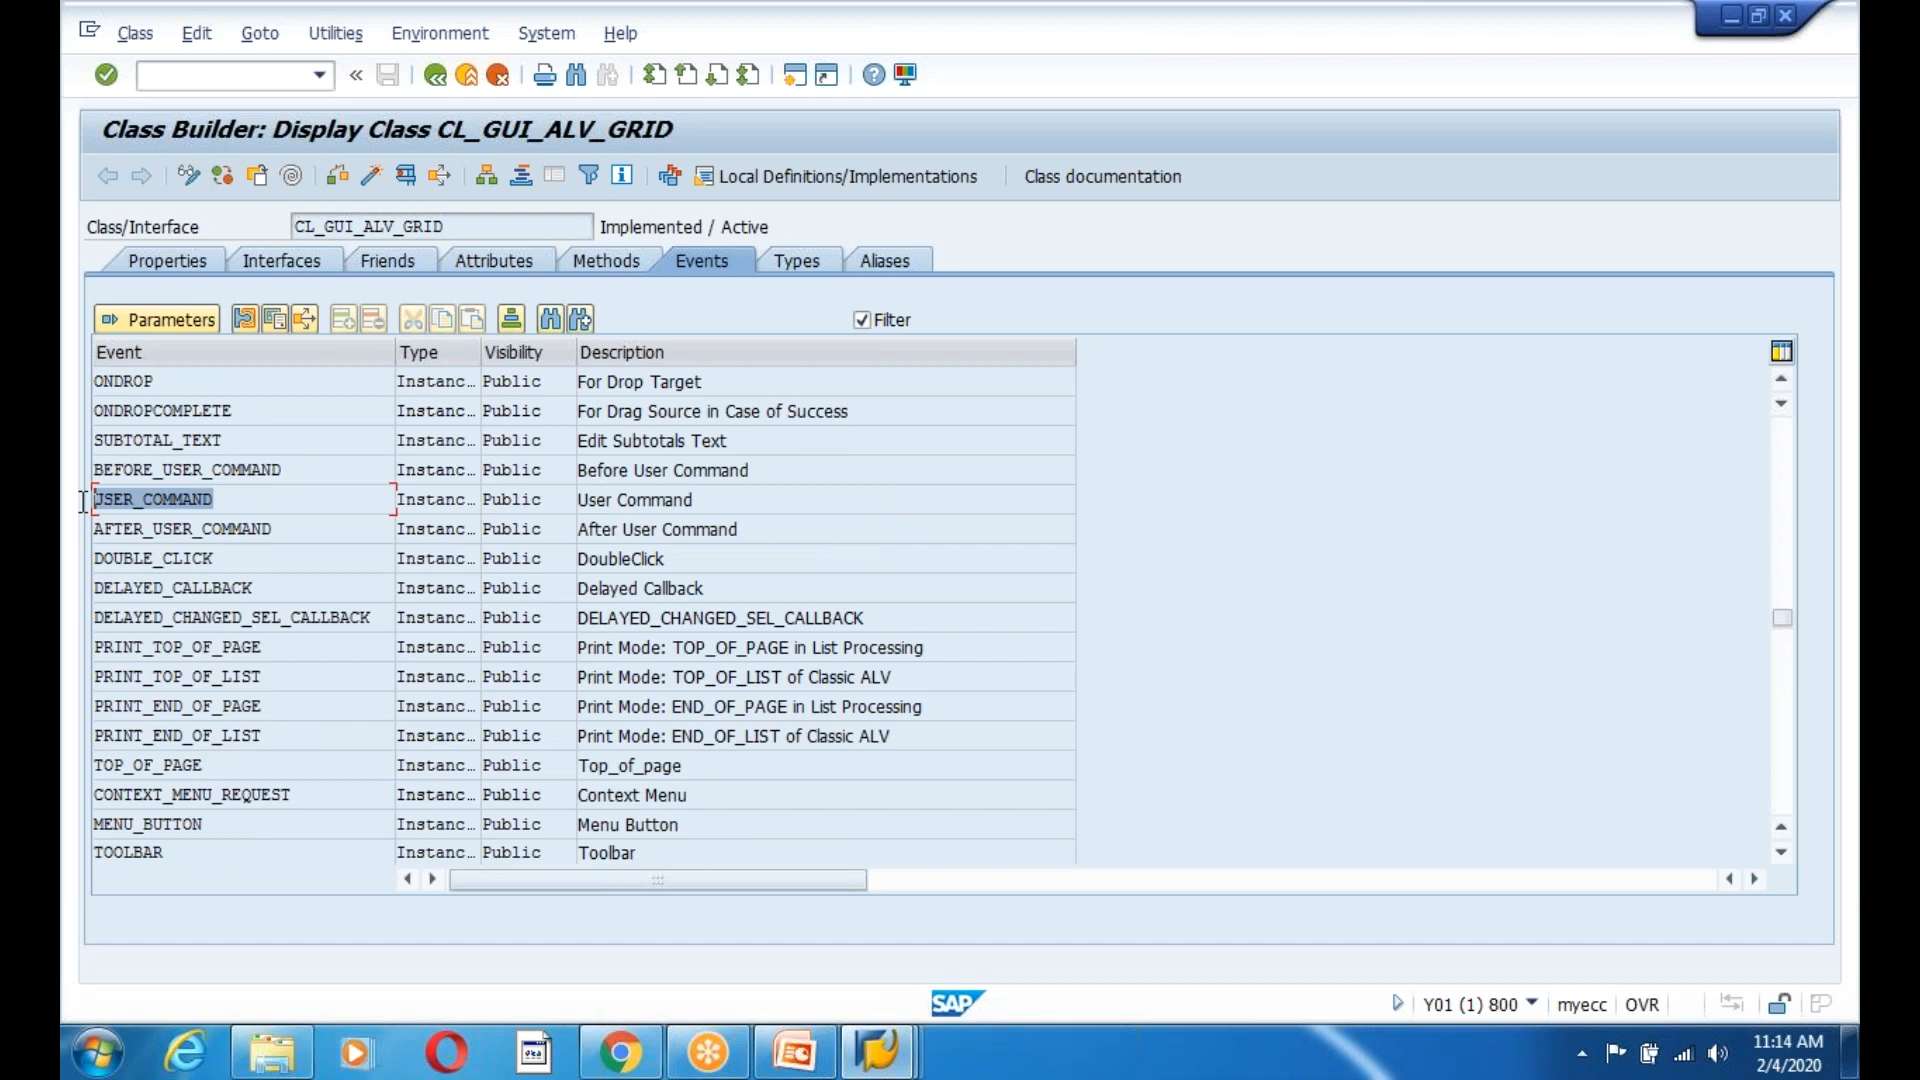 Class Edit Goto Utilities Environment System Help
Class Builder: Display Class CL_GUI_ALV_GRID
Local Definitions/Implementations Class documentation
Class/Interface CL_GUI_ALV_GRID Implemented / Active
Properties Interfaces Friends Attributes Methods Events Types Aliases
Parameters Filter
Event Type Visibility Description
ONDROP Instanc… Public For Drop Target
ONDROPCOMPLETE Instanc… Public For Drag Source in Case of Success
SUBTOTAL_TEXT Instanc… Public Edit Subtotals Text
BEFORE_USER_COMMAND Instanc… Public Before User Command
USER_COMMAND Instanc… Public User Command
AFTER_USER_COMMAND Instanc… Public After User Command
DOUBLE_CLICK Instanc… Public DoubleClick
DELAYED_CALLBACK Instanc… Public Delayed Callback
DELAYED_CHANGED_SEL_CALLBACK Instanc… Public DELAYED_CHANGED_SEL_CALLBACK
PRINT_TOP_OF_PAGE Instanc… Public Print Mode: TOP_OF_PAGE in List Processing
PRINT_TOP_OF_LIST Instanc… Public Print Mode: TOP_OF_LIST of Classic ALV
PRINT_END_OF_PAGE Instanc… Public Print Mode: END_OF_PAGE in List Processing
PRINT_END_OF_LIST Instanc… Public Print Mode: END_OF_LIST of Classic ALV
TOP_OF_PAGE Instanc… Public Top_of_page
CONTEXT_MENU_REQUEST Instanc… Public Context Menu
MENU_BUTTON Instanc… Public Menu Button
TOOLBAR Instanc… Public Toolbar
SAP Y01 (1) 800 myecc OVR
11:14 AM
2/4/2020